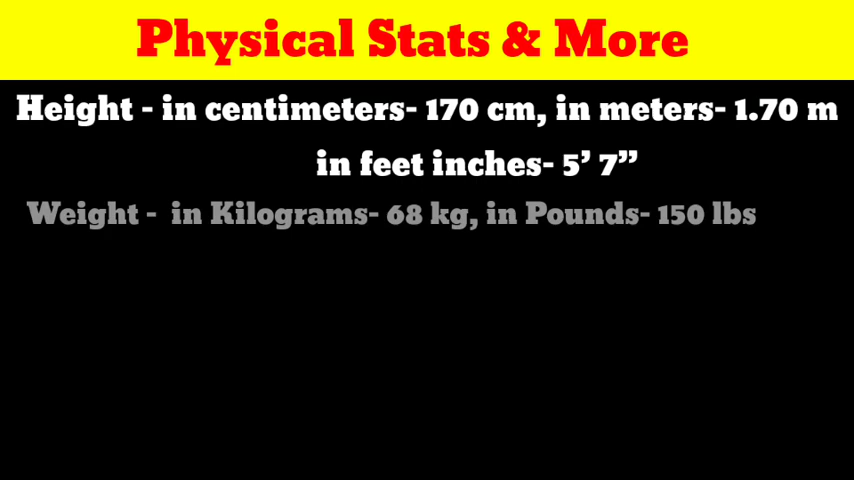 Physical Stats & More
Height - in centimeters- 170 cm, in meters- 1.70 m
in feet inches- 5’ 7”
Weight - in Kilograms- 68 kg, in Pounds- 150 lbs